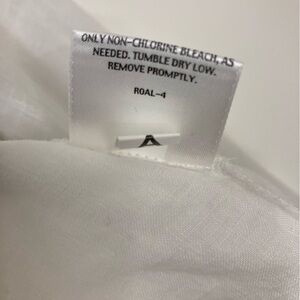 ONLY NON-CHLORINE BLEACH, AS
NEEDED. TUMBLE DRY LOW.
REMOVE PROMPTLY.
ROAL-4